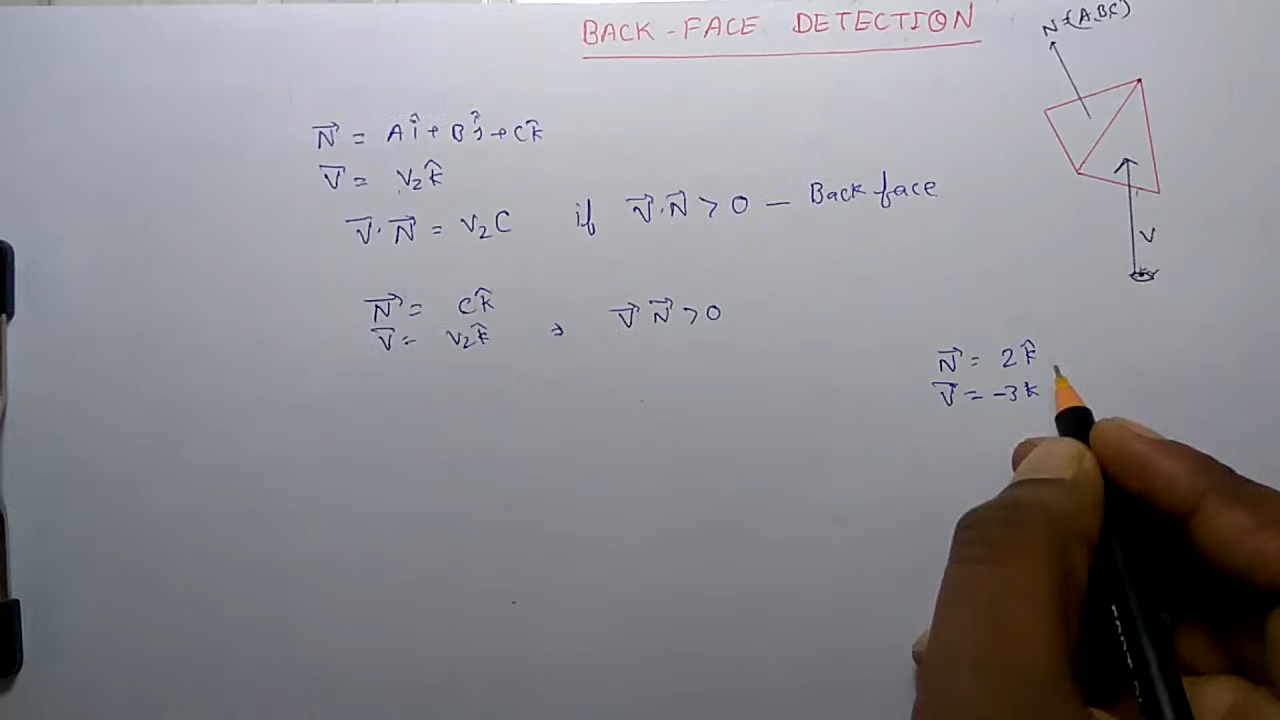 BACK-FACE DETECTION
N=(A,B,C)
N⃗ = Aî + Bĵ + Ck̂
V⃗ = V₂k̂
V⃗·N⃗ = V₂C if V⃗·N⃗ > 0 — Back face
V
N⃗ = Ck̂
V⃗ = V₂k̂ ⇒ V⃗ N⃗ > 0
N⃗ = 2k̂
V⃗ = -3k